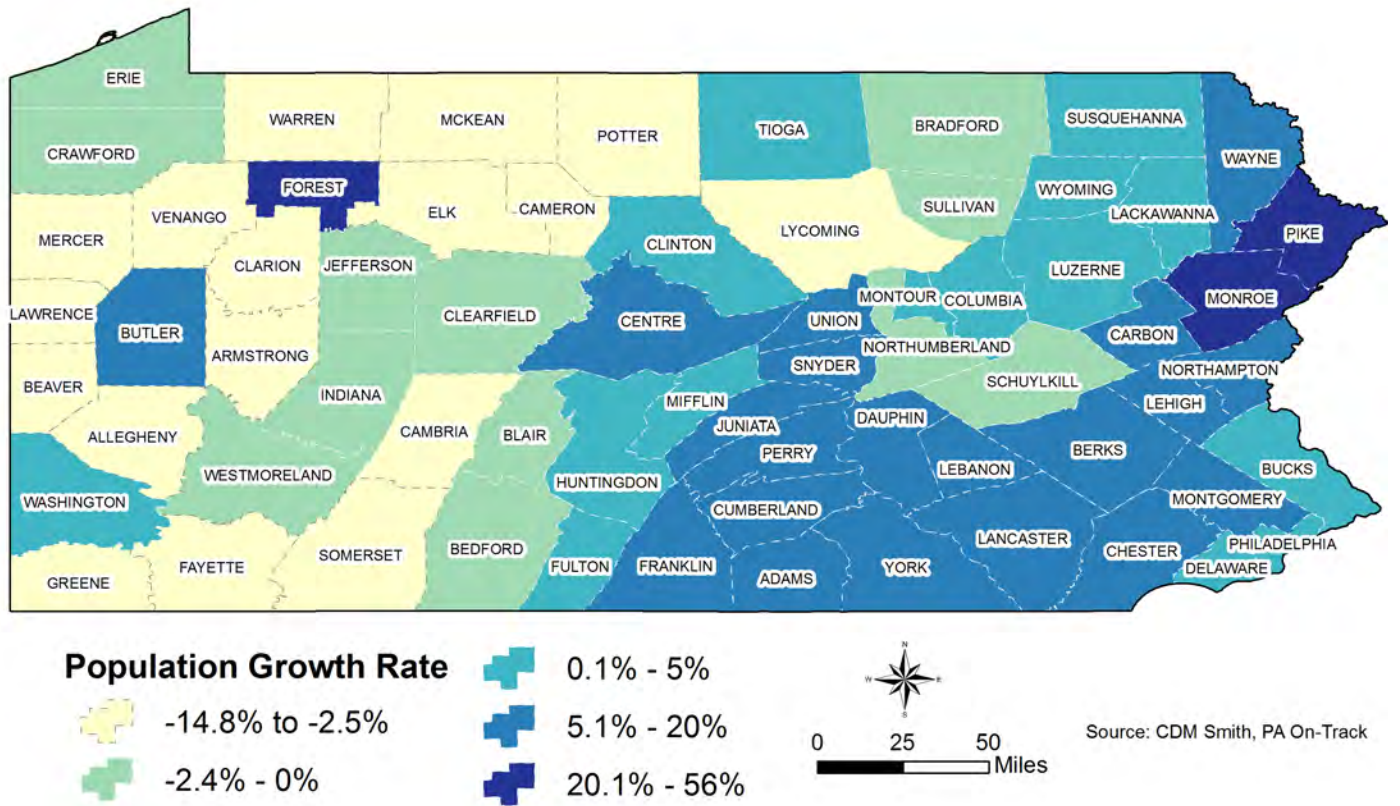 ERIE
WARREN
MCKEAN
POTTER
TIOGA
BRADFORD
SUSQUEHANNA
CRAWFORD
WAYNE
FOREST
WYOMING
VENANGO
ELK
CAMERON
SULLIVAN
LACKAWANNA
MERCER
LYCOMING
PIKE
CLINTON
CLARION
JEFFERSON
LUZERNE
MONROE
MONTOUR
COLUMBIA
LAWRENCE
CLEARFIELD
CENTRE
UNION
BUTLER
CARBON
ARMSTRONG
NORTHUMBERLAND
SNYDER
NORTHAMPTON
BEAVER
SCHUYLKILL
INDIANA
MIFFLIN
LEHIGH
DAUPHIN
JUNIATA
CAMBRIA
BLAIR
ALLEGHENY
PERRY
BERKS
LEBANON
BUCKS
WESTMORELAND
HUNTINGDON
MONTGOMERY
WASHINGTON
CUMBERLAND
LANCASTER
PHILADELPHIA
BEDFORD
CHESTER
SOMERSET
FAYETTE
FULTON
FRANKLIN
YORK
DELAWARE
ADAMS
GREENE
Population Growth Rate
-14.8% to -2.5%
-2.4% - 0%
0.1% - 5%
5.1% - 20%
20.1% - 56%
N
W
E
S
0 25 50
Miles
Source: CDM Smith, PA On-Track